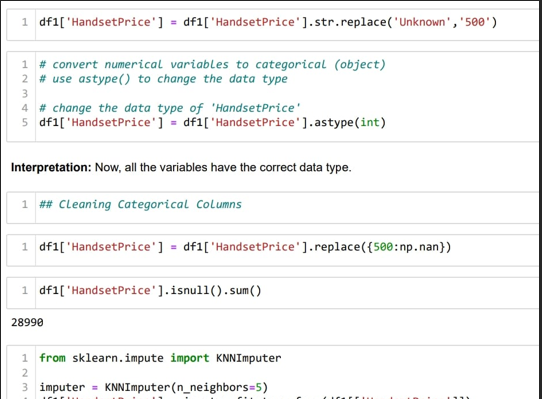 1 df1['HandsetPrice'] = df1['HandsetPrice'].str.replace('Unknown','500')
1 # convert numerical variables to categorical (object)
2 # use astype() to change the data type
3
4 # change the data type of 'HandsetPrice'
5 df1['HandsetPrice'] = df1['HandsetPrice'].astype(int)
Interpretation: Now, all the variables have the correct data type.
1 ## Cleaning Categorical Columns
1 df1['HandsetPrice'] = df1['HandsetPrice'].replace({500:np.nan})
1 df1['HandsetPrice'].isnull().sum()
28990
1 from sklearn.impute import KNNImputer
2
3 imputer = KNNImputer(n_neighbors=5)